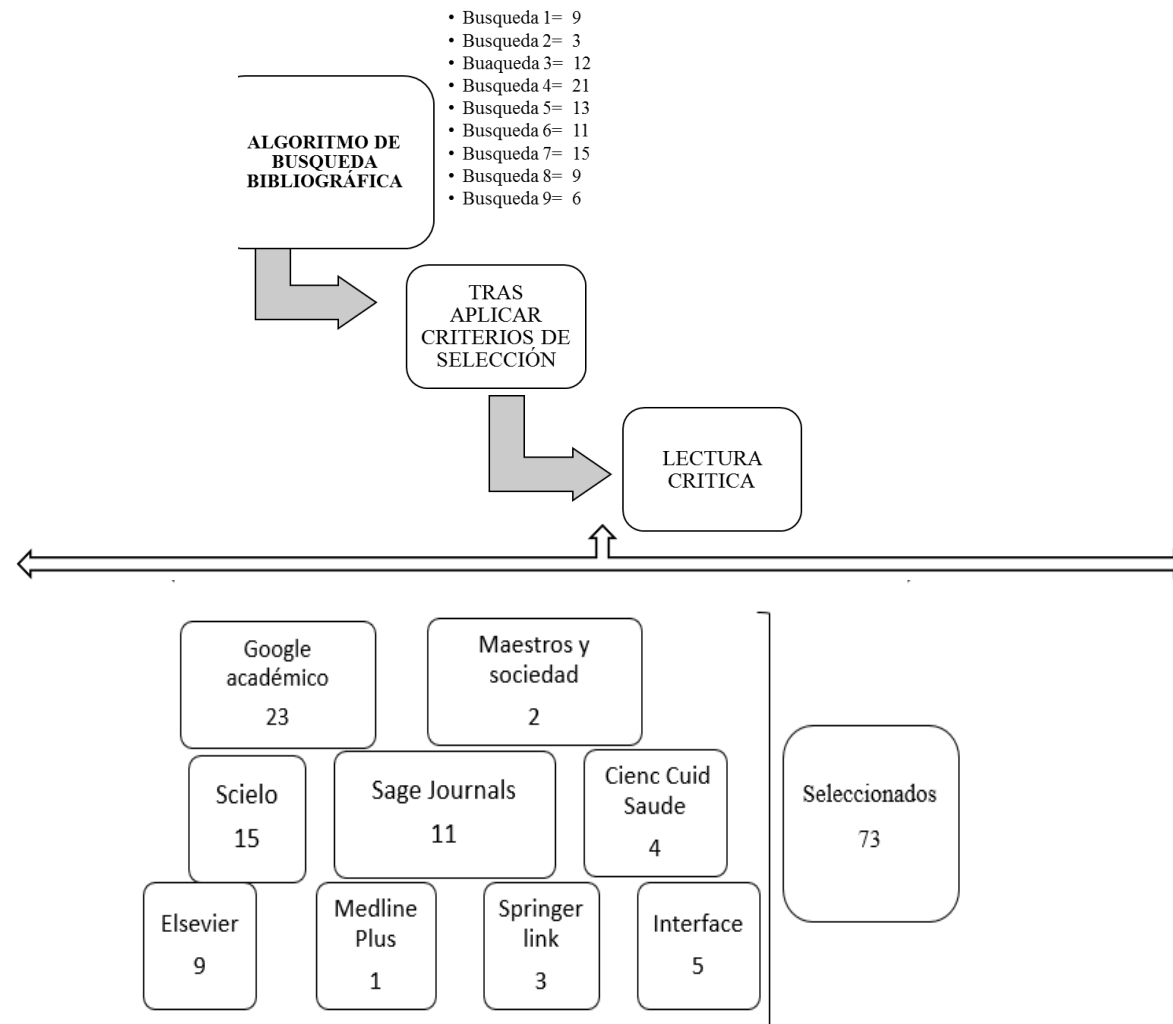 • Busqueda 1= 9
• Busqueda 2= 3
• Buaqueda 3= 12
• Busqueda 4= 21
• Busqueda 5= 13
• Busqueda 6= 11
• Busqueda 7= 15
• Busqueda 8= 9
• Busqueda 9= 6
ALGORITMO DE
BUSQUEDA
BIBLIOGRÁFICA
TRAS
APLICAR
CRITERIOS DE
SELECCIÓN
LECTURA
CRITICA
Google
académico
23
Maestros y
sociedad
2
Scielo
15
Sage Journals
11
Cienc Cuid
Saude
4
Elsevier
9
Medline
Plus
1
Springer
link
3
Interface
5
Seleccionados
73